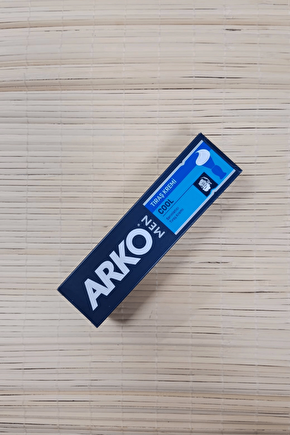 ARKO
MEN.
TIRAŞ KREMİ
COOL